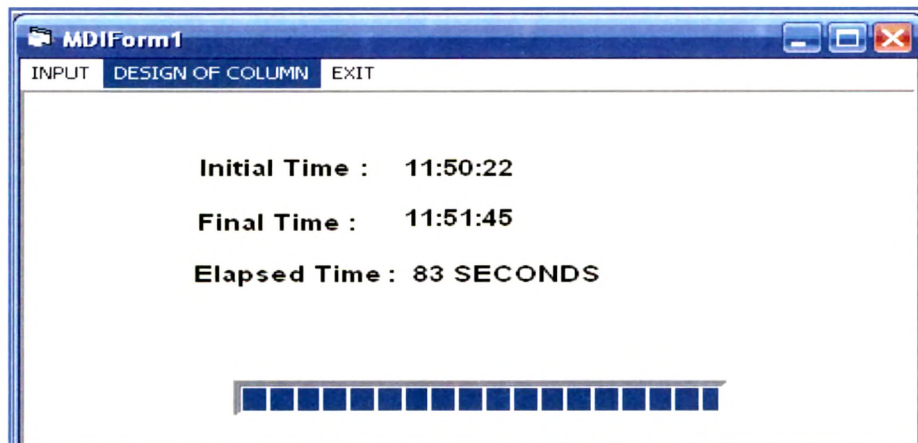 MDIForm1
INPUT DESIGN OF COLUMN EXIT
Initial Time : 11:50:22
Final Time : 11:51:45
Elapsed Time : 83 SECONDS